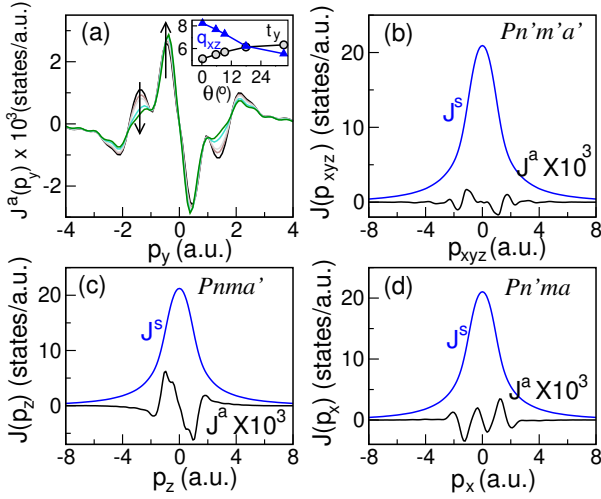 (a)
8
6
q_xz
t_y
0 12 24
θ(°)
J^a(p_y) x 10^3(states/a.u.)
2
0
-2
-4 -2 0 2 4
p_y (a.u.)
(b)
Pn'm'a'
J^s
J^a X10^3
J(p_xyz) (states/a.u.)
20
10
0
-8 -4 0 4 8
p_xyz (a.u.)
(c)
Pnma'
J^s
J^a X10^3
J(p_z) (states/a.u.)
20
10
0
-8 -4 0 4 8
p_z (a.u.)
(d)
Pn'ma
J^s
J^a X10^3
J(p_x) (states/a.u.)
20
10
0
-8 -4 0 4 8
p_x (a.u.)